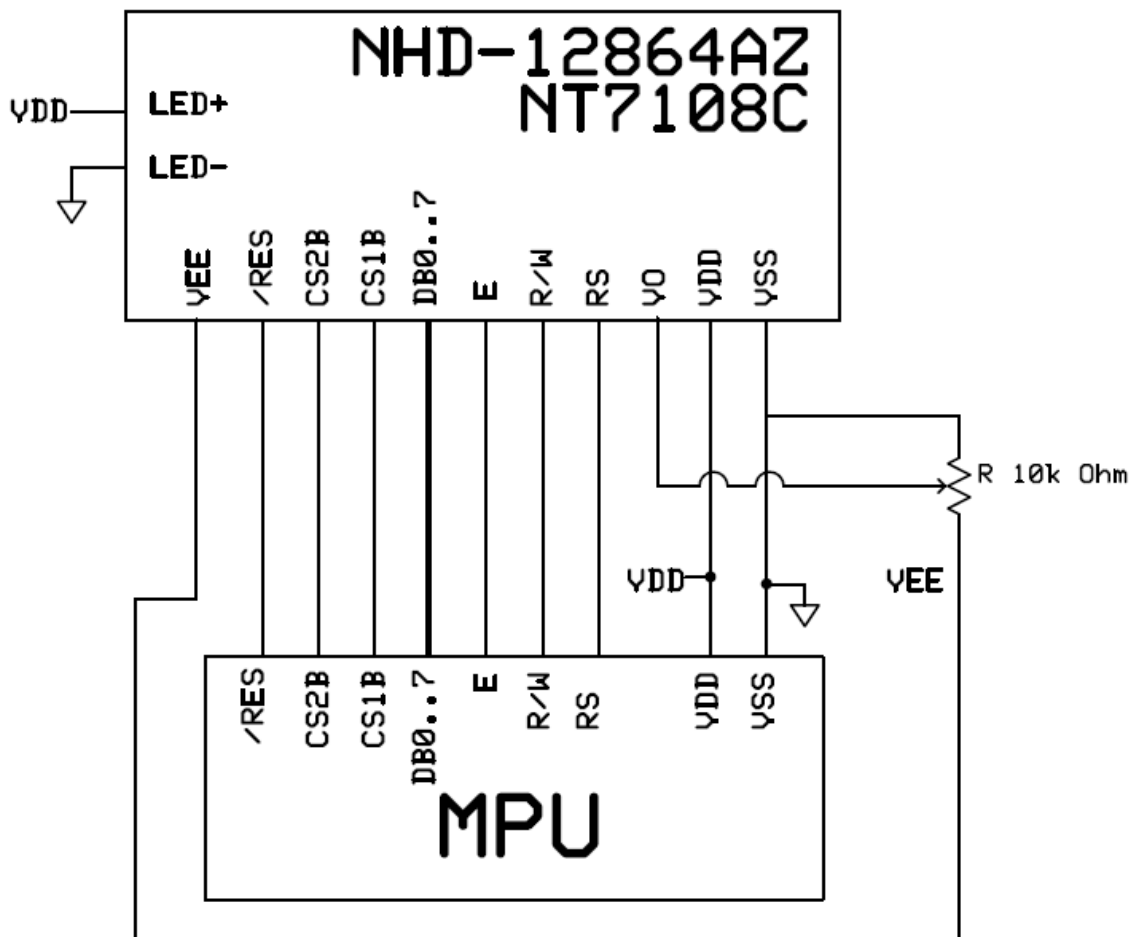 NHD-12864AZ
NT7108C
VDD
LED+
LED-
VEE
/RES
CS2B
CS1B
DB0..7
E
R/W
RS
VO
VDD
VSS
R 10k Ohm
VDD
VEE
/RES
CS2B
CS1B
DB0..7
E
R/W
RS
VDD
VSS
MPU